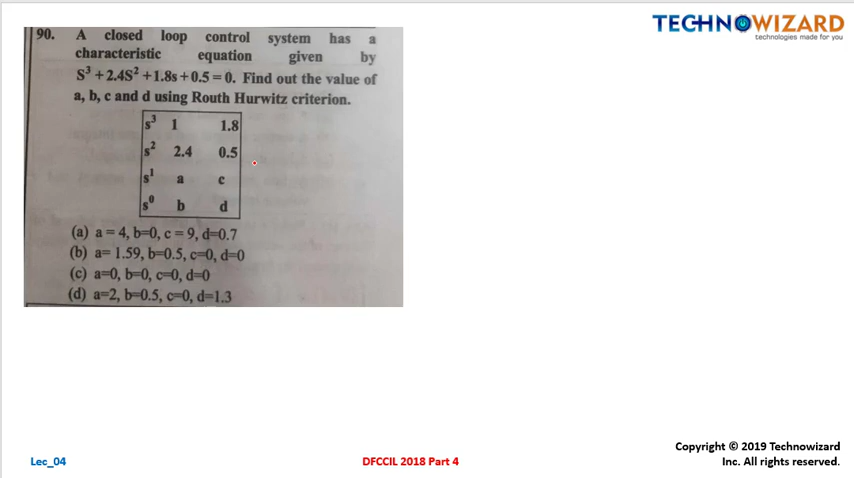 TECHNOWIZARD
technologies made for you
90. A closed loop control system has a
characteristic equation given by
S³ + 2.4S² + 1.8s + 0.5 = 0. Find out the value of
a, b, c and d using Routh Hurwitz criterion.
s³ 1 1.8
s² 2.4 0.5
s¹ a c
s⁰ b d
(a) a = 4, b=0, c = 9, d=0.7
(b) a= 1.59, b=0.5, c=0, d=0
(c) a=0, b=0, c=0, d=0
(d) a=2, b=0.5, c=0, d=1.3
Lec_04
DFCCIL 2018 Part 4
Copyright © 2019 Technowizard
Inc. All rights reserved.